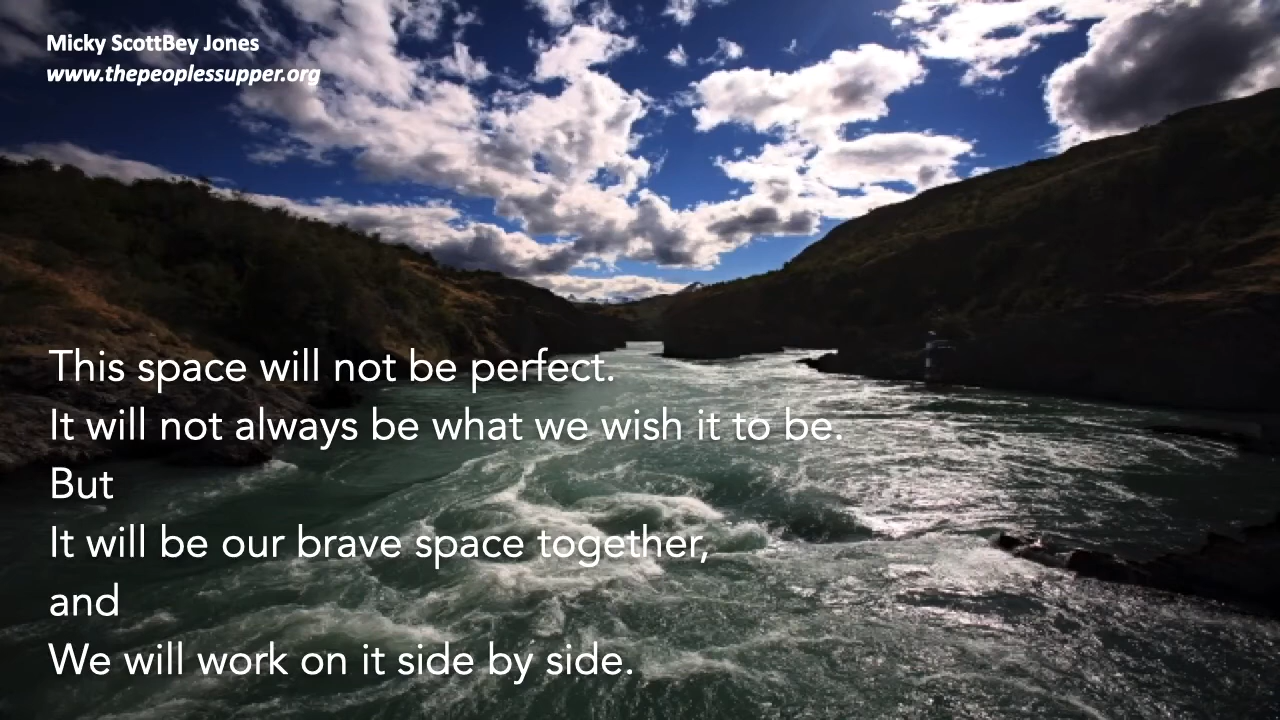 Micky ScottBey Jones
www.thepeoplessupper.org
This space will not be perfect.
It will not always be what we wish it to be.
But
It will be our brave space together,
and
We will work on it side by side.